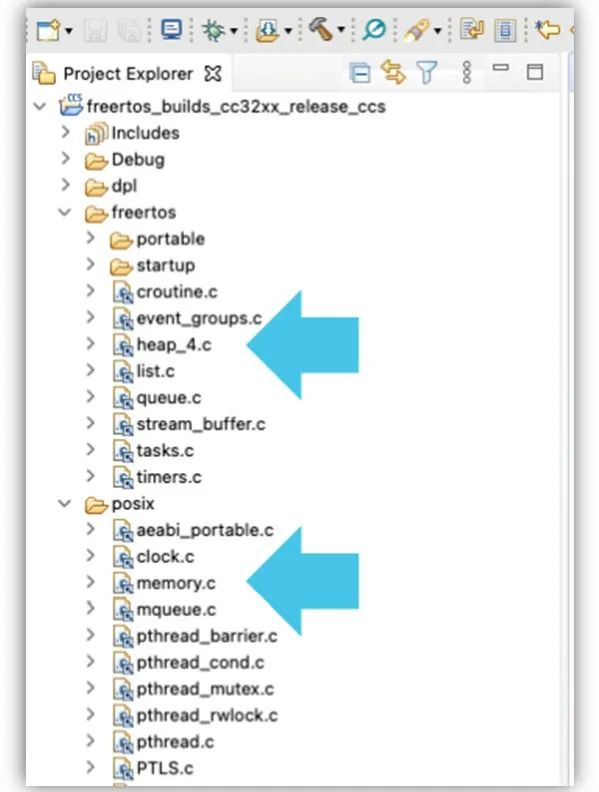 Project Explorer
CCS
freertos_builds_cc32xx_release_ccs
Includes
Debug
dpl
freertos
portable
startup
croutine.c
event_groups.c
heap_4.c
list.c
queue.c
stream_buffer.c
tasks.c
timers.c
posix
aeabi_portable.c
clock.c
memory.c
mqueue.c
pthread_barrier.c
pthread_cond.c
pthread_mutex.c
pthread_rwlock.c
pthread.c
PTLS.c